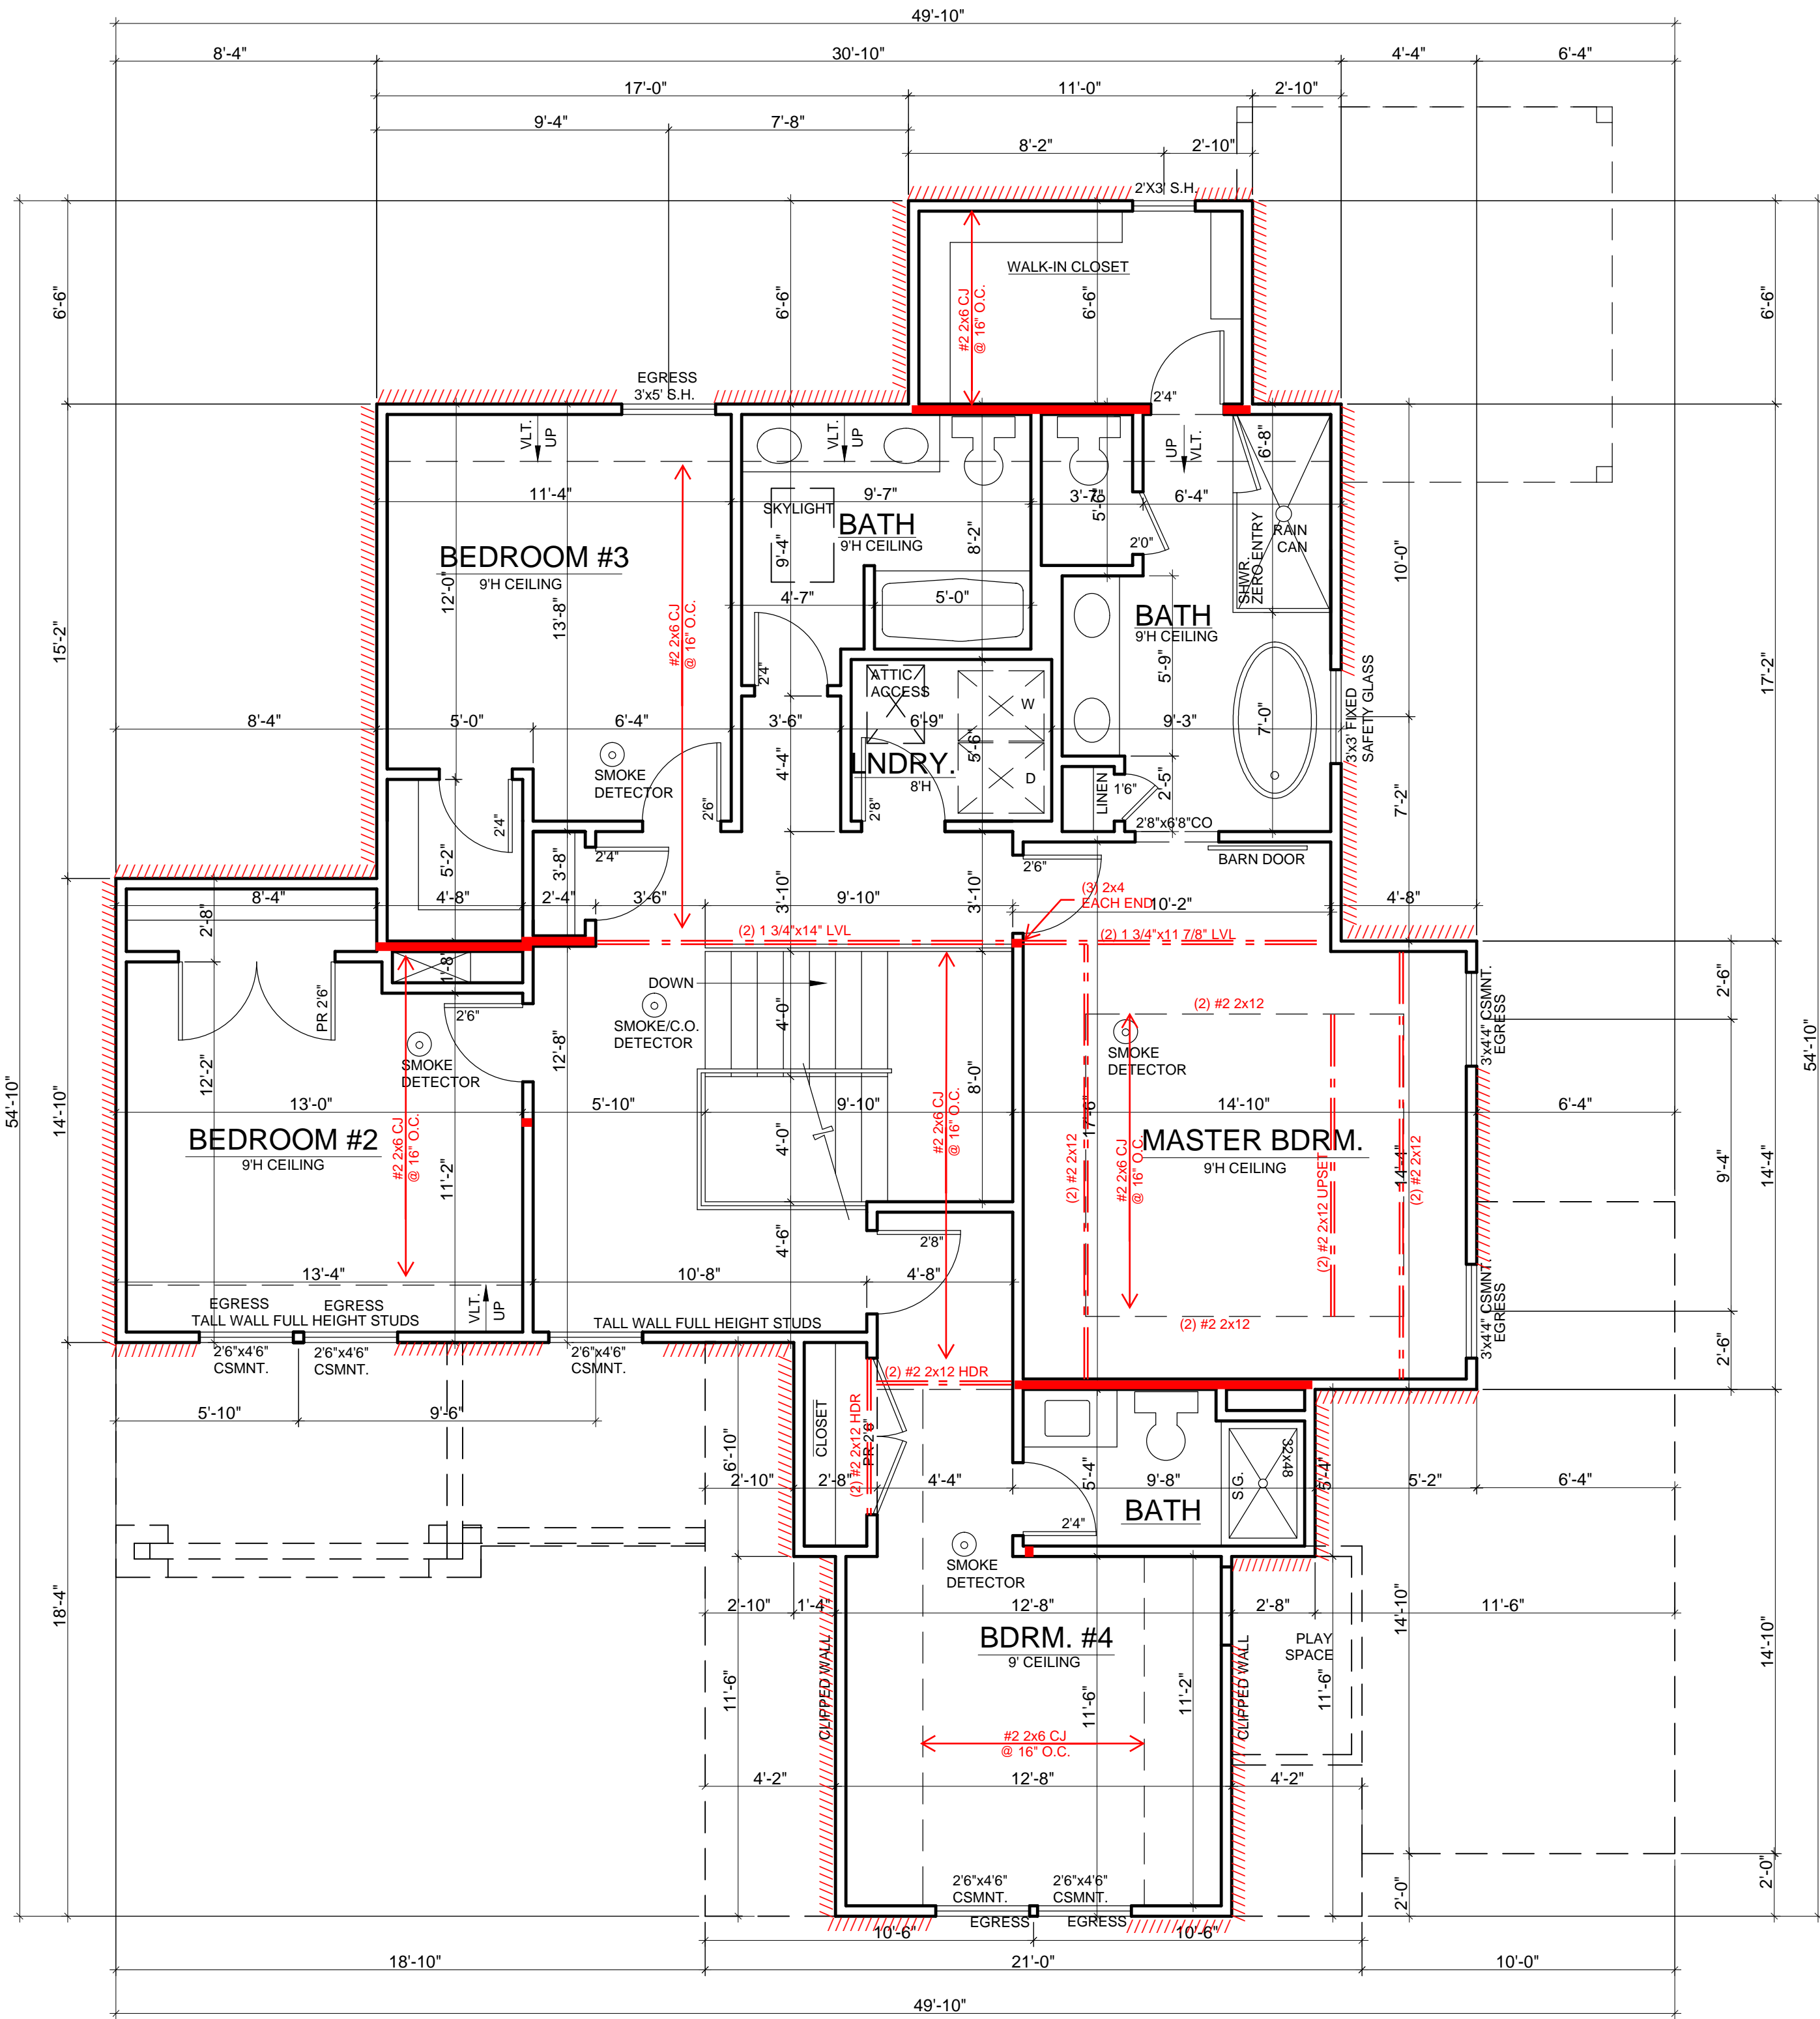 49'-10"
8'-4"
30'-10"
4'-4"
6'-4"
17'-0"
11'-0"
2'-10"
9'-4"
7'-8"
8'-2"
2'-10"
2'X3' S.H.
6'-6"
6'-6"
6'-6"
6'-6"
WALK-IN CLOSET
#2 2x6 CJ
@ 16" O.C.
EGRESS
3'x5' S.H.
2'4"
VLT.
UP
VLT.
UP
UP
VLT.
6'-8"
11'-4"
9'-7"
3'-7"
5'-6"
6'-4"
SKYLIGHT
BATH
9'H CEILING
9'-4"
8'-2"
2'0"
SHWR.
ZERO ENTRY
RAIN
CAN
10'-0"
BEDROOM #3
9'H CEILING
12'-0"
13'-8"
#2 2x6 CJ
@ 16" O.C.
4'-7"
5'-0"
BATH
9'H CEILING
15'-2"
17'-2"
2'4"
ATTIC
ACCESS
W
5'-9"
3'x3' FIXED
SAFETY GLASS
8'-4"
5'-0"
6'-4"
3'-6"
6'-9"
5'-6"
9'-3"
7'-0"
SMOKE
DETECTOR
4'-4"
LNDRY.
8'H
D
LINEN
1'6"
2'-5"
7'-2"
2'4"
2'6"
2'8"
2'8"x6'8"CO
BARN DOOR
5'-2"
3'-8"
2'4"
2'6"
8'-4"
2'-8"
4'-8"
2'-4"
3'-6"
9'-10"
3'-10"
3'-10"
(3) 2x4
EACH END
10'-2"
4'-8"
(2) 1 3/4"x14" LVL
(2) 1 3/4"x11 7/8" LVL
1'-8"
DOWN
PR 2'6"
2'6"
SMOKE/C.O.
DETECTOR
4'-0"
(2) #2 2x12
2'-6"
3'x4'4" CSMNT.
EGRESS
SMOKE
DETECTOR
SMOKE
DETECTOR
12'-2"
12'-8"
8'-0"
54'-10"
14'-10"
54'-10"
13'-0"
5'-10"
9'-10"
17'-6"
14'-10"
6'-4"
BEDROOM #2
9'H CEILING
#2 2x6 CJ
@ 16" O.C.
11'-2"
4'-0"
#2 2x6 CJ
@ 16" O.C.
(2) #2 2x12
#2 2x6 CJ
@ 16" O.C.
MASTER BDRM.
9'H CEILING
(2) #2 2x12 UPSET
14'-4"
(2) #2 2x12
9'-4"
14'-4"
4'-6"
2'8"
13'-4"
10'-8"
4'-8"
EGRESS
EGRESS
TALL WALL FULL HEIGHT STUDS
VLT.
UP
TALL WALL FULL HEIGHT STUDS
(2) #2 2x12
3'x4'4" CSMNT.
EGRESS
2'-6"
2'6"x4'6"
CSMNT.
2'6"x4'6"
CSMNT.
2'6"x4'6"
CSMNT.
(2) #2 2x12 HDR
5'-10"
9'-6"
CLOSET
(2) #2 2x12 HDR
PR 2'6"
6'-10"
2'-10"
2'-8"
4'-4"
5'-4"
9'-8"
S.G.
32x48
5'-4"
5'-2"
6'-4"
BATH
2'4"
SMOKE
DETECTOR
18'-4"
2'-10"
1'-4"
12'-8"
2'-8"
14'-10"
11'-6"
BDRM. #4
9' CEILING
PLAY
SPACE
CLIPPED WALL
CLIPPED WALL
11'-6"
11'-6"
11'-2"
11'-6"
14'-10"
#2 2x6 CJ
@ 16" O.C.
4'-2"
12'-8"
4'-2"
2'6"x4'6"
CSMNT.
2'6"x4'6"
CSMNT.
2'-0"
2'-0"
EGRESS
EGRESS
10'-6"
10'-6"
18'-10"
21'-0"
10'-0"
49'-10"